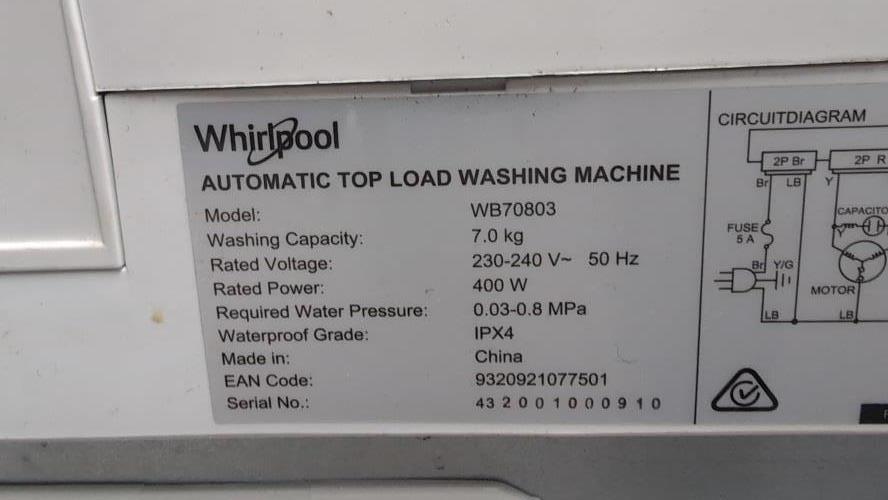 Whirlpool
AUTOMATIC TOP LOAD WASHING MACHINE
Model: WB70803
Washing Capacity: 7.0 kg
Rated Voltage: 230-240 V~ 50 Hz
Rated Power: 400 W
Required Water Pressure: 0.03-0.8 MPa
Waterproof Grade: IPX4
Made in: China
EAN Code: 9320921077501
Serial No.: 43 2 0 0 1 0 0 0 9 1 0
CIRCUITDIAGRAM
2P Br 2P R
Br LB Y
CAPACITO
FUSE Y
5 A
Br Y/G
MOTOR
LB LB